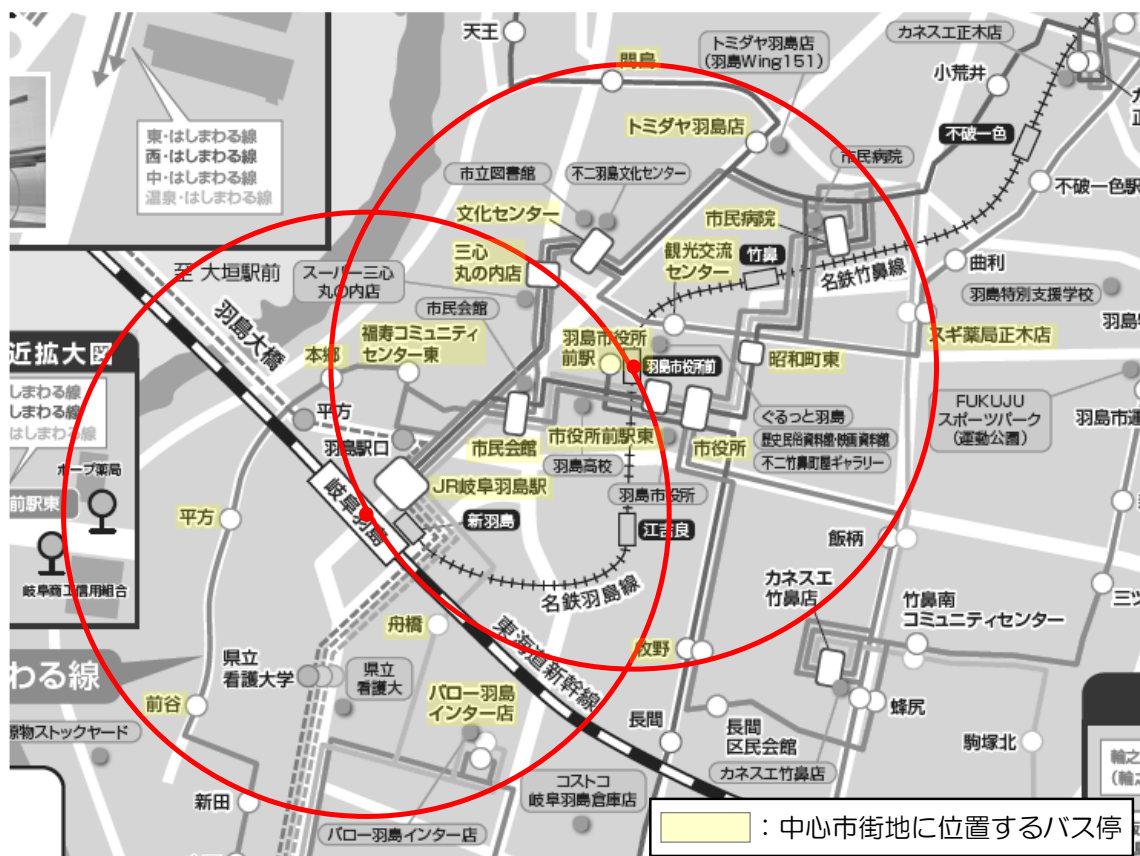 天王
間島
トミダヤ羽島店
(羽島Wing151)
カネスエ正木店
小荒井
東・はしまわる線
西・はしまわる線
中・はしまわる線
温泉・はしまわる線
トミダヤ羽島店
不破一色
市民病院
市立図書館
不二羽島文化センター
不破一色駅
文化センター
市民病院
三心
丸の内店
観光交流
センター
竹鼻
名鉄竹鼻線
曲利
至 大垣駅前
スーパー三心
丸の内店
羽島特別支援学校
羽島大橋
市民会館
福寿コミュニティ
センター東
羽島市役所
前駅
羽島市役所前
昭和町東
スギ薬局正木店
近拡大図
しまわる線
しまわる線
はしまわる線
本郷
平方
羽島駅口
市民会館
市役所前駅東
羽島高校
市役所
ぐるっと羽島
歴史民俗資料館・映画資料館
不二竹鼻町屋ギャラリー
FUKUJU
スポーツパーク
(運動公園)
羽島市運
ホープ薬局
前駅東
岐阜商工信用組合
平方
JR岐阜羽島駅
岐阜羽島
新羽島
羽島市役所
江吉良
飯柄
名鉄羽島線
カネスエ
竹鼻店
竹鼻南
コミュニティセンター
三ツ
舟橋
東海道新幹線
牧野
わる線
県立
看護大学
県立
看護大
前谷
バロー羽島
インター店
長間
長間
区民会館
蜂尻
駒塚北
原物ストックヤード
カネスエ竹鼻店
新田
コストコ
岐阜羽島倉庫店
バロー羽島インター店
輪之
(輪之
：中心市街地に位置するバス停